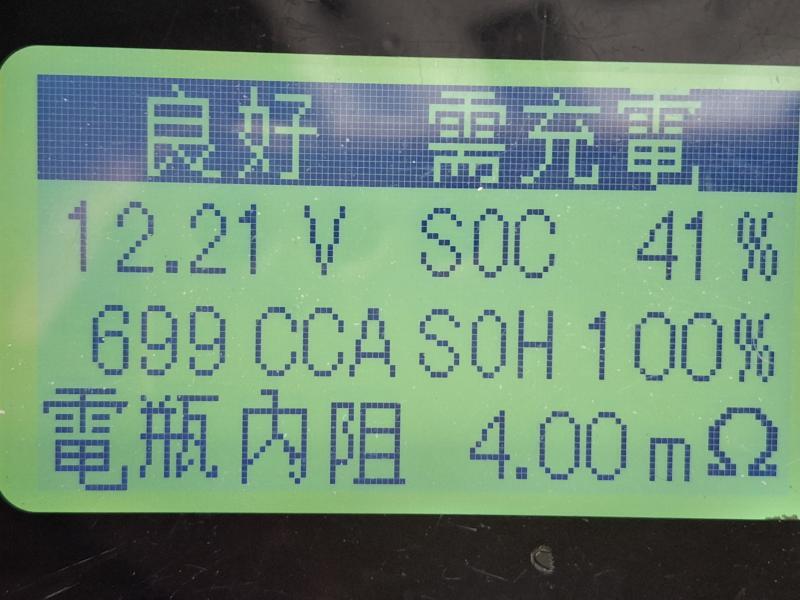 良好 需充電
12.21 V SOC 41 %
699 CCA SOH 100%
電瓶內阻 4.00 mΩ